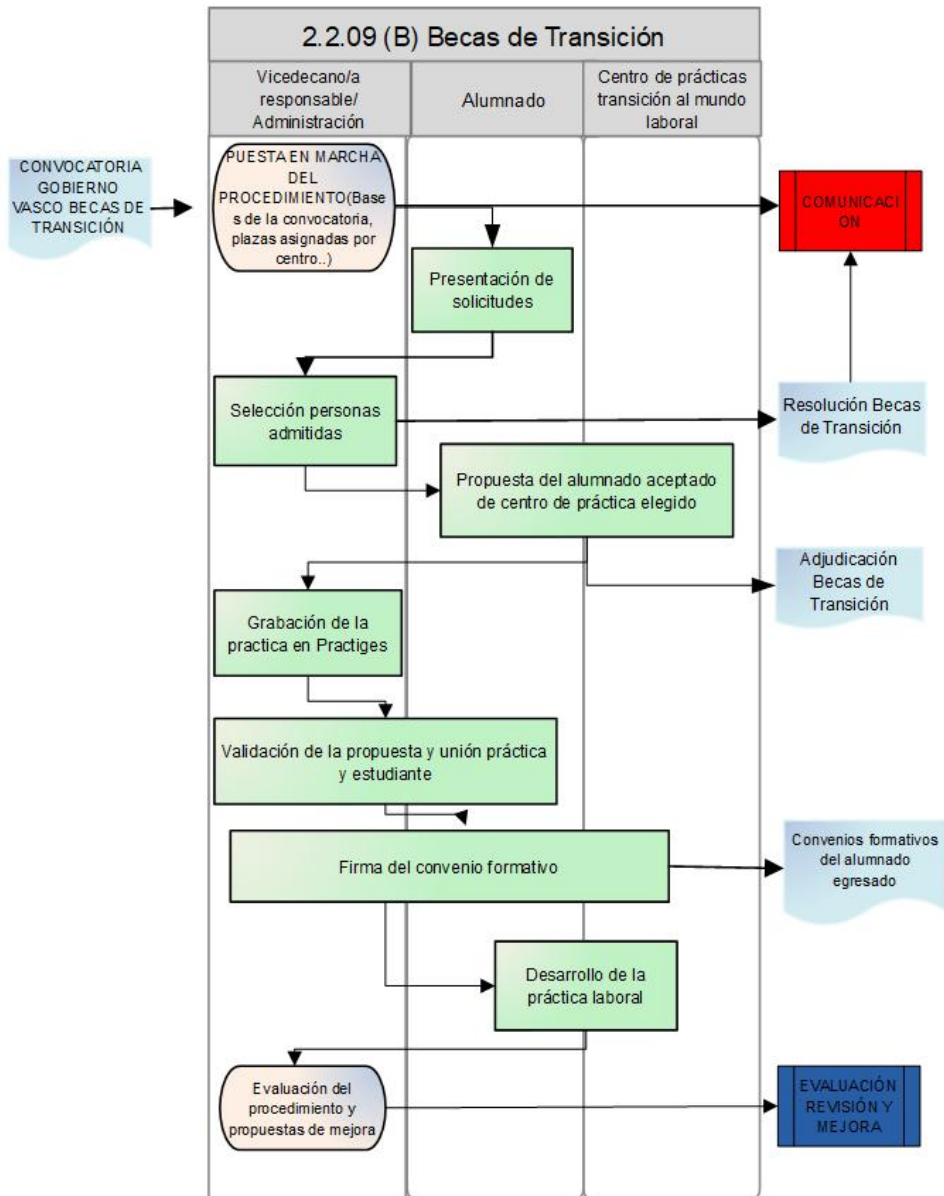 2.2.09 (B) Becas de Transición
Vicedecano/a
responsable/
Administración
Alumnado
Centro de prácticas
transición al mundo
laboral
CONVOCATORIA
GOBIERNO
VASCO BECAS DE
TRANSICIÓN
PUESTA EN MARCHA
DEL
PROCEDIMIENTO(Base
s de la convocatoria,
plazas asignadas por
centro..)
COMUNICACI
ON
Presentación de
solicitudes
Selección personas
admitidas
Resolución Becas
de Transición
Propuesta del alumnado aceptado
de centro de práctica elegido
Adjudicación
Becas de
Transición
Grabación de la
practica en Practiges
Validación de la propuesta y unión práctica
y estudiante
Firma del convenio formativo
Convenios formativos
del alumnado
egresado
Desarrollo de la
práctica laboral
Evaluación del
procedimiento y
propuestas de mejora
EVALUACIÓN
REVISIÓN Y
MEJORA